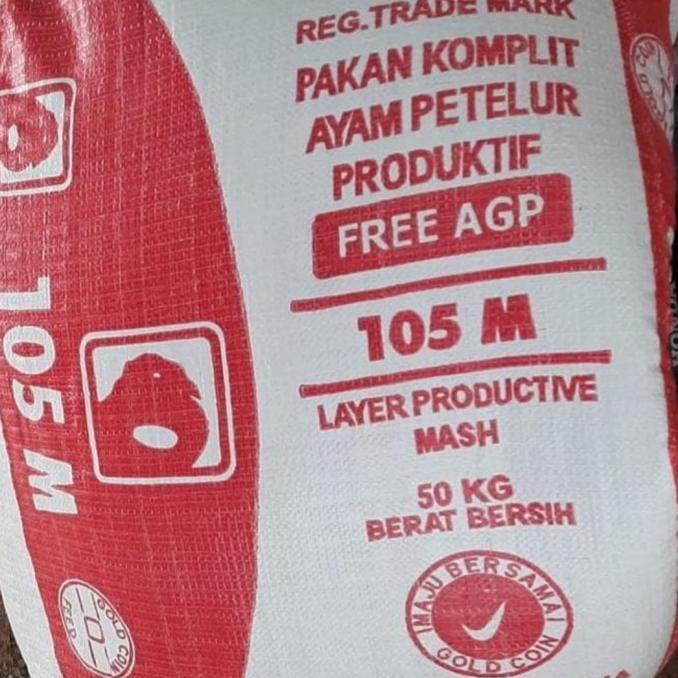 REG.TRADE MARK
PAKAN KOMPLIT
AYAM PETELUR
PRODUKTIF
FREE AGP
105 M
LAYER PRODUCTIVE
MASH
50 KG
BERAT BERSIH
MAJU BERSAMA
GOLD COIN
105 M
GOLD COIN
FEED